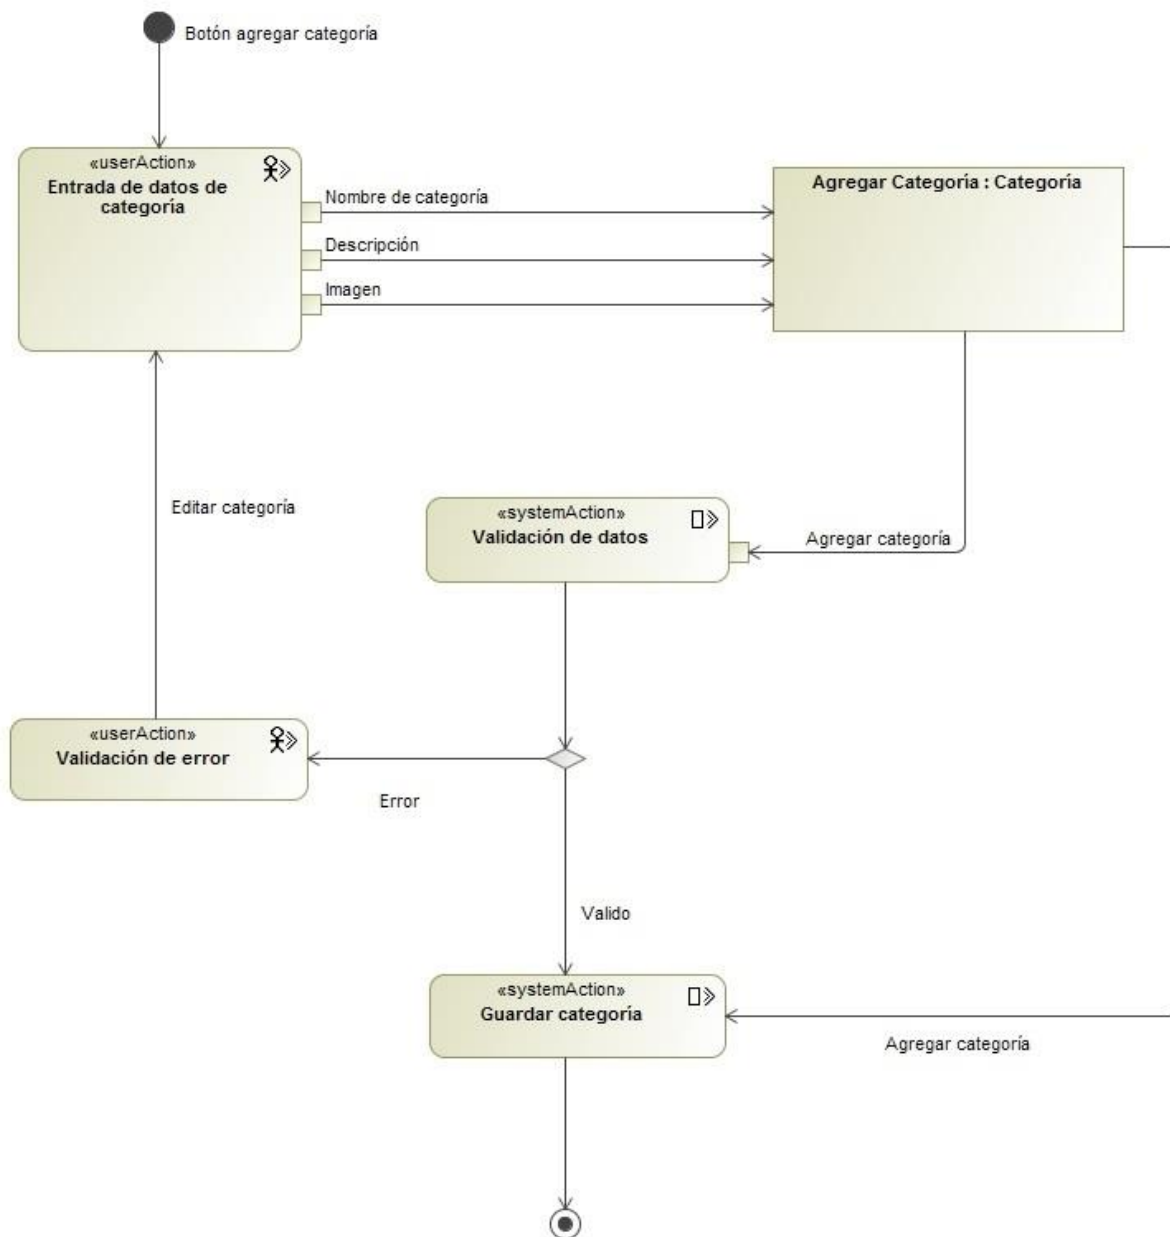 Botón agregar categoría
«userAction»
Entrada de datos de
categoría
Nombre de categoría
Descripción
Imagen
Agregar Categoría : Categoría
Editar categoría
«systemAction»
Validación de datos
Agregar categoría
«userAction»
Validación de error
Error
Valido
«systemAction»
Guardar categoría
Agregar categoría